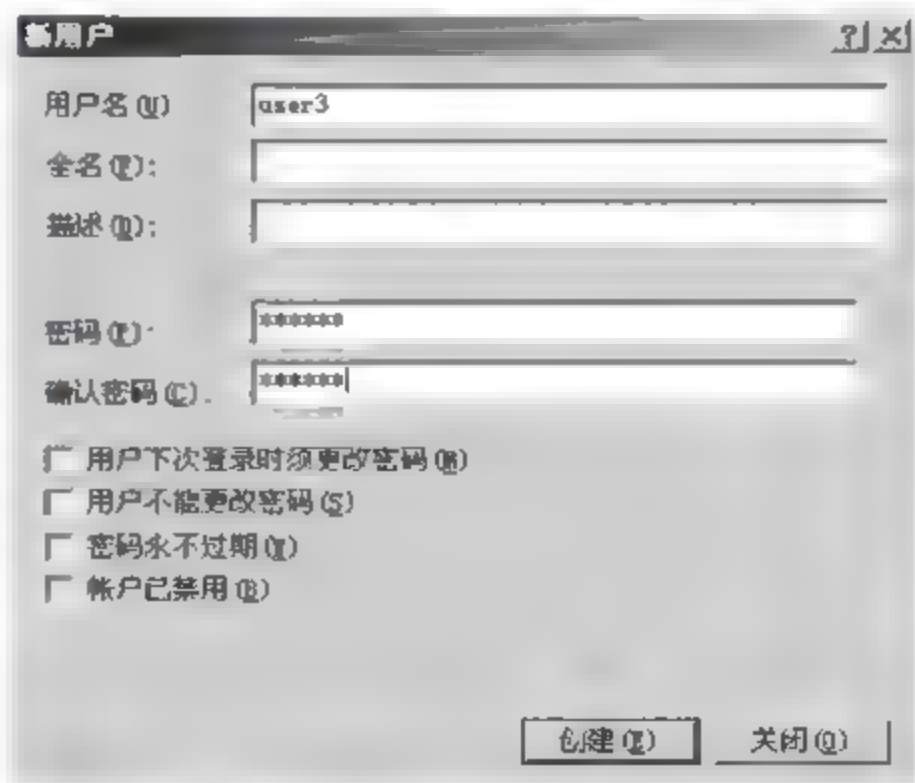 新用户
用户名(U) user3
全名(F):
描述(D):
密码(P): ******
确认密码(C). ******
用户下次登录时须更改密码(M)
用户不能更改密码(S)
密码永不过期(W)
帐户已禁用(B)
创建(E) 关闭(O)